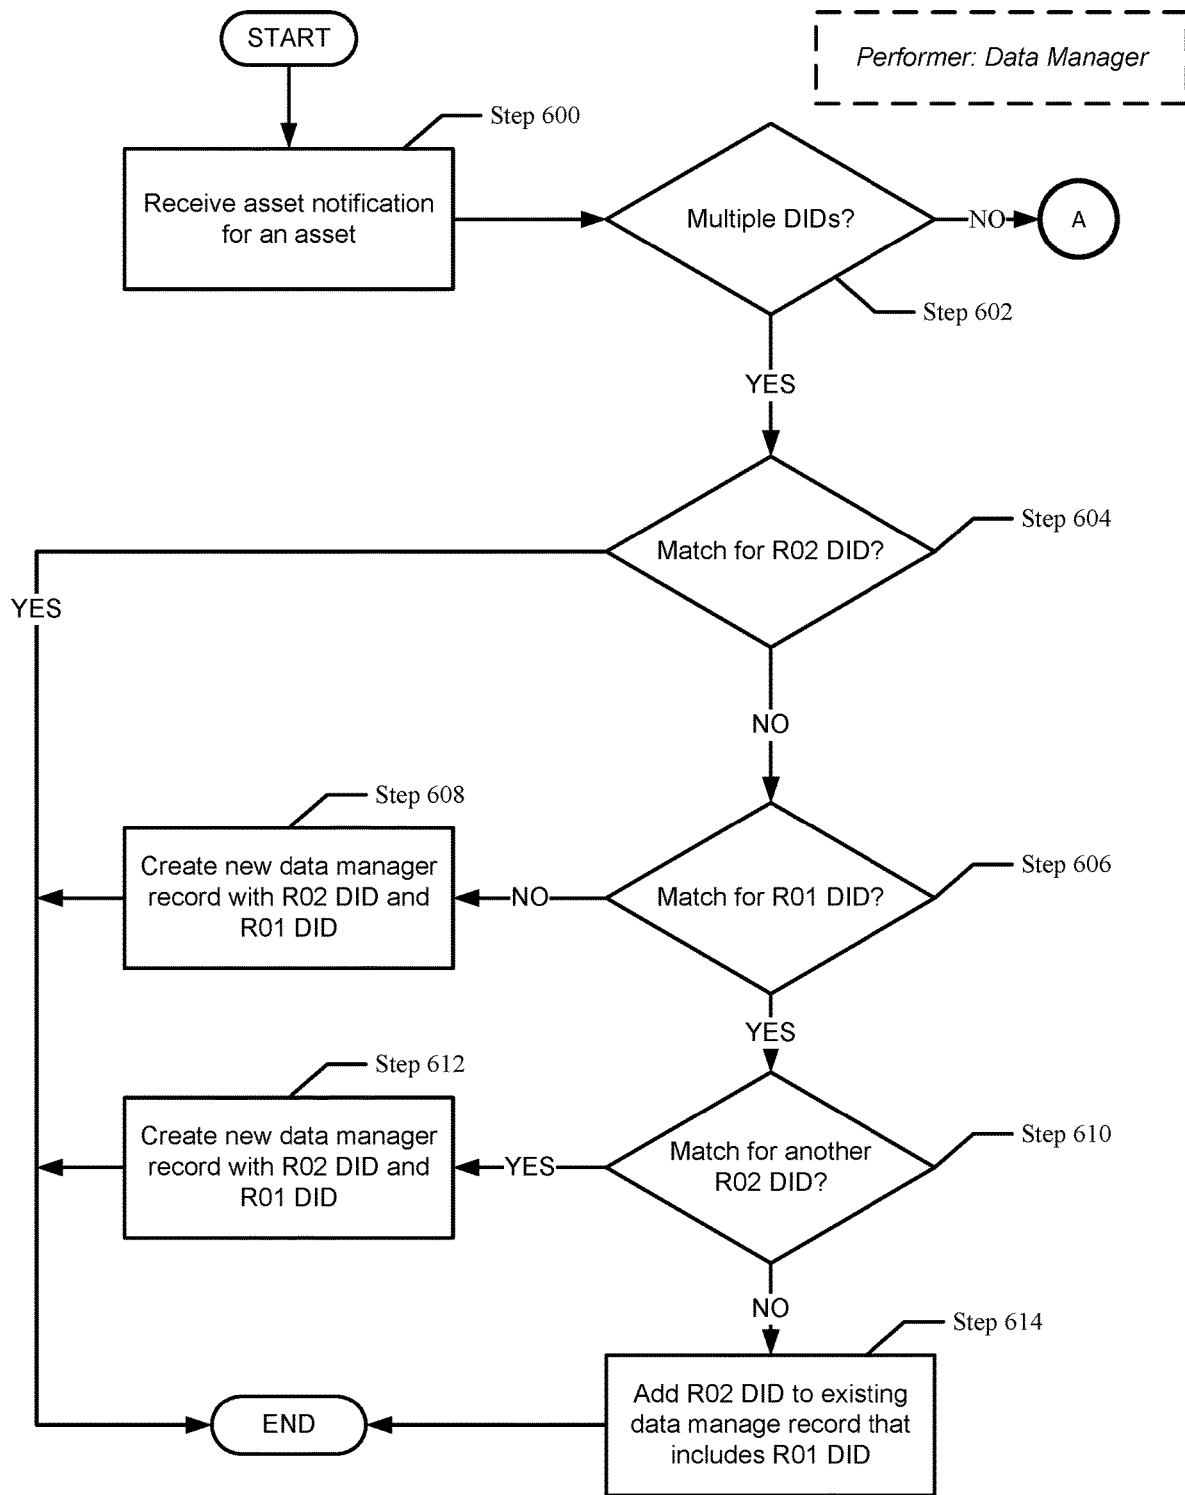 START
Performer: Data Manager
Step 600
Receive asset notification
for an asset
Multiple DIDs?
NO
A
Step 602
YES
Step 604
Match for R02 DID?
YES
NO
Step 608
Create new data manager
record with R02 DID and
R01 DID
NO
Match for R01 DID?
Step 606
YES
Step 612
Create new data manager
record with R02 DID and
R01 DID
YES
Match for another
R02 DID?
Step 610
NO
Step 614
Add R02 DID to existing
data manage record that
includes R01 DID
END